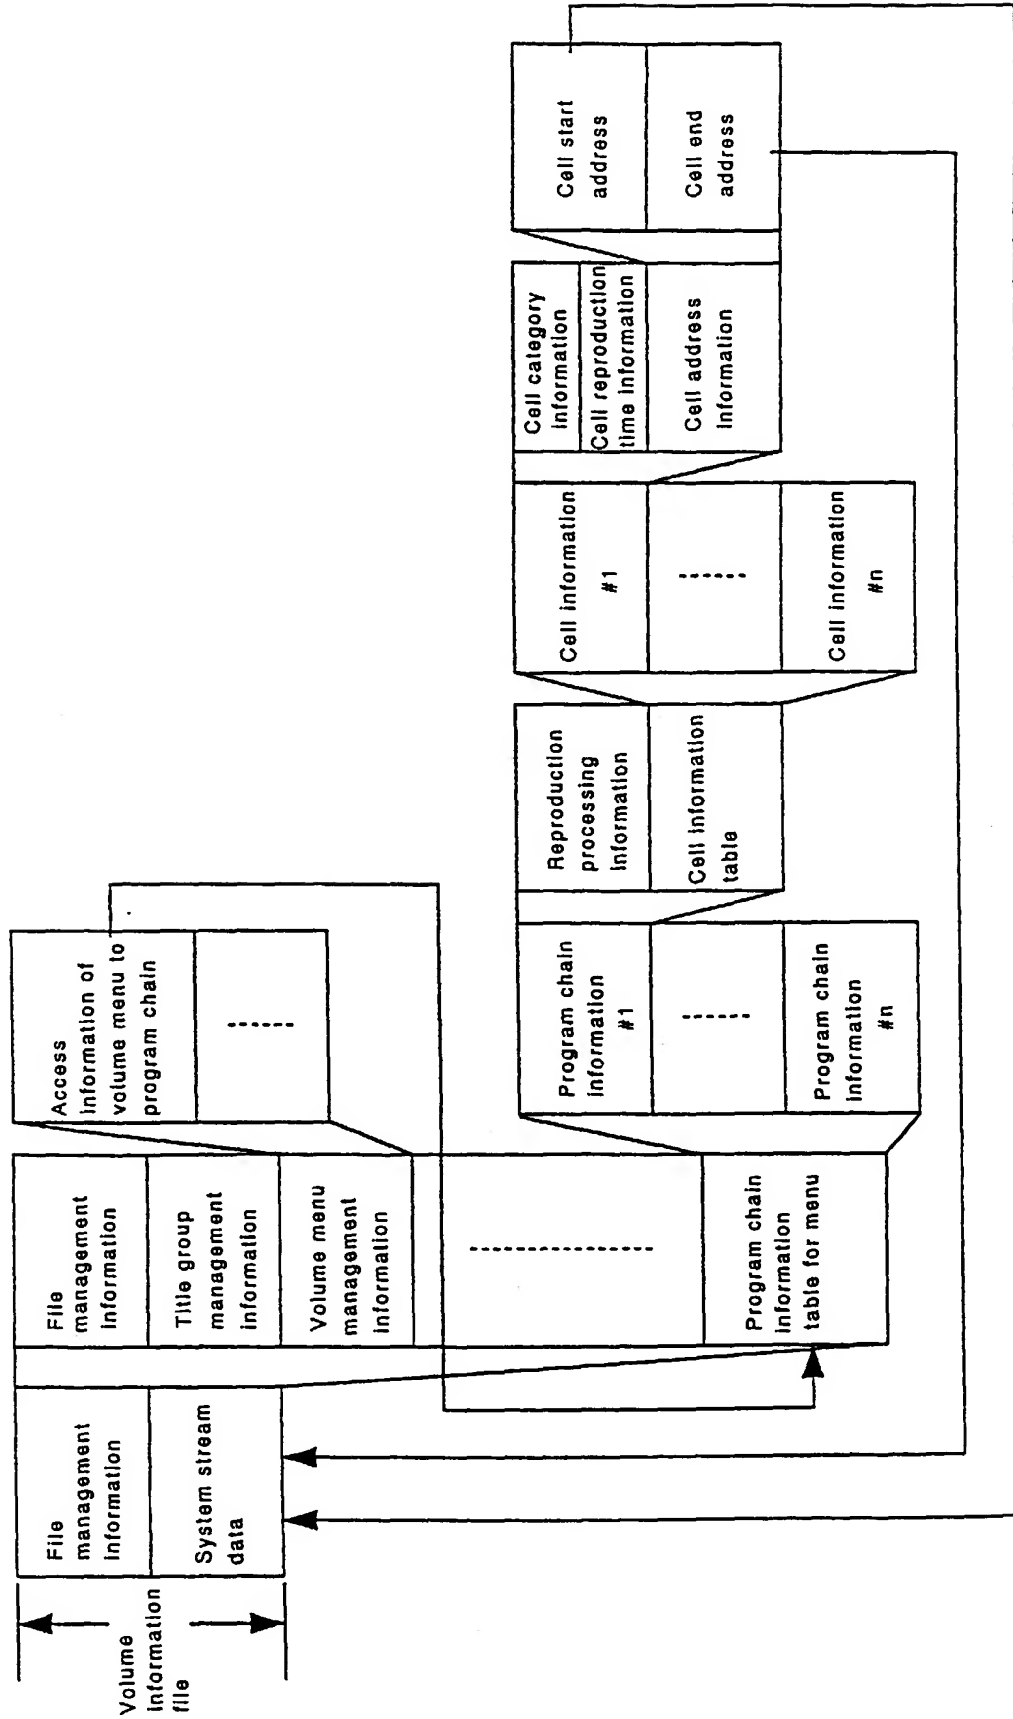 Volume
information
file
File
management
information
System stream
data
File
management
information
Title group
management
information
Volume menu
management
information
Program chain
information
table for menu
Access
information of
volume menu to
program chain
Program chain
information
#1
Program chain
information
#n
Reproduction
processing
information
Cell information
table
Cell information
#1
Cell information
#n
Cell category
information
Cell reproduction
time information
Cell address
information
Cell start
address
Cell end
address